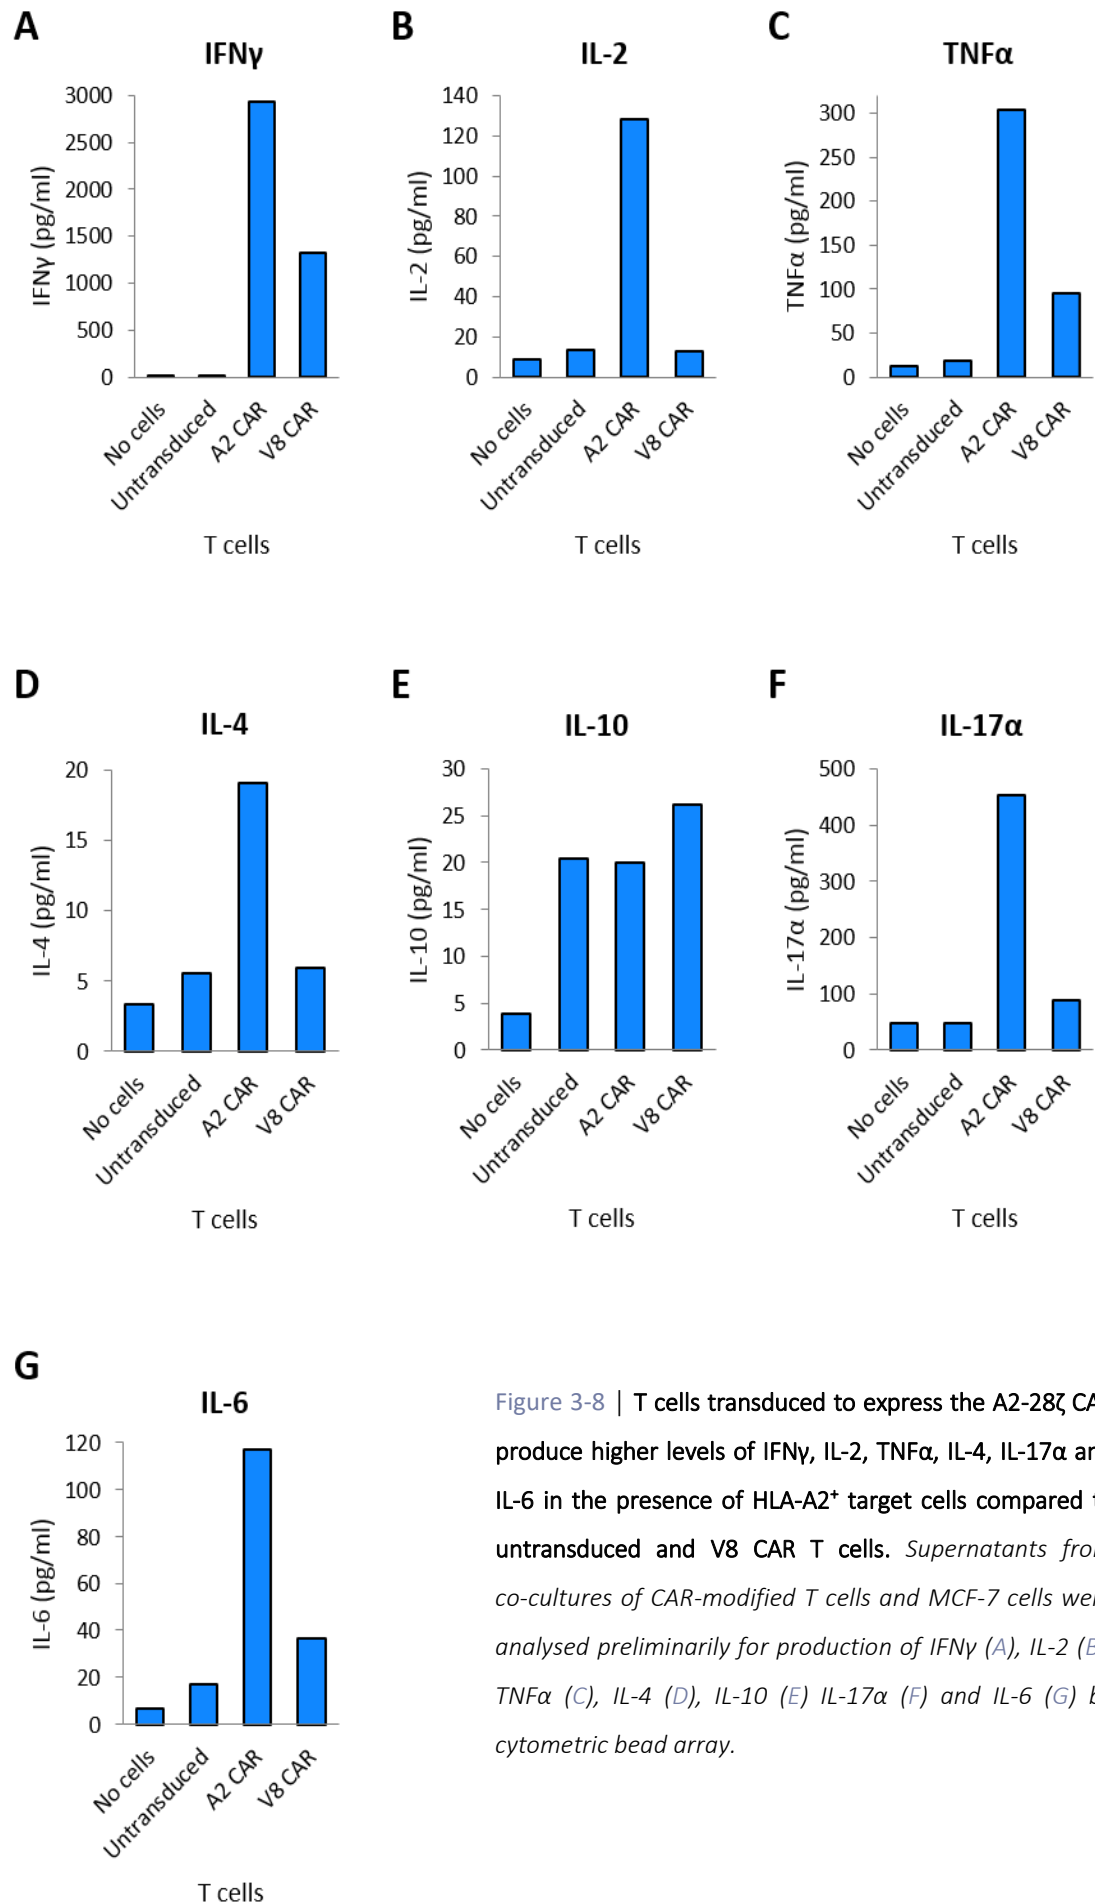 A
IFNγ
3000
2500
2000
1500
1000
500
0
IFNγ (pg/ml)
No cells
Untransduced
A2 CAR
V8 CAR
T cells
B
IL-2
140
120
100
80
60
40
20
0
IL-2 (pg/ml)
No cells
Untransduced
A2 CAR
V8 CAR
T cells
C
TNFα
300
250
200
150
100
50
0
TNFα (pg/ml)
No cells
Untransduced
A2 CAR
V8 CAR
T cells
D
IL-4
20
15
10
5
0
IL-4 (pg/ml)
No cells
Untransduced
A2 CAR
V8 CAR
T cells
E
IL-10
30
25
20
15
10
5
0
IL-10 (pg/ml)
No cells
Untransduced
A2 CAR
V8 CAR
T cells
F
IL-17α
500
400
300
200
100
0
IL-17α (pg/ml)
No cells
Untransduced
A2 CAR
V8 CAR
T cells
G
IL-6
120
100
80
60
40
20
0
IL-6 (pg/ml)
No cells
Untransduced
A2 CAR
V8 CAR
T cells
Figure 3-8 | T cells transduced to express the A2-28ζ CA
produce higher levels of IFNγ, IL-2, TNFα, IL-4, IL-17α an
IL-6 in the presence of HLA-A2⁺ target cells compared t
untransduced and V8 CAR T cells. Supernatants fro
co-cultures of CAR-modified T cells and MCF-7 cells wer
analysed preliminarily for production of IFNγ (A), IL-2 (B
TNFα (C), IL-4 (D), IL-10 (E) IL-17α (F) and IL-6 (G) b
cytometric bead array.